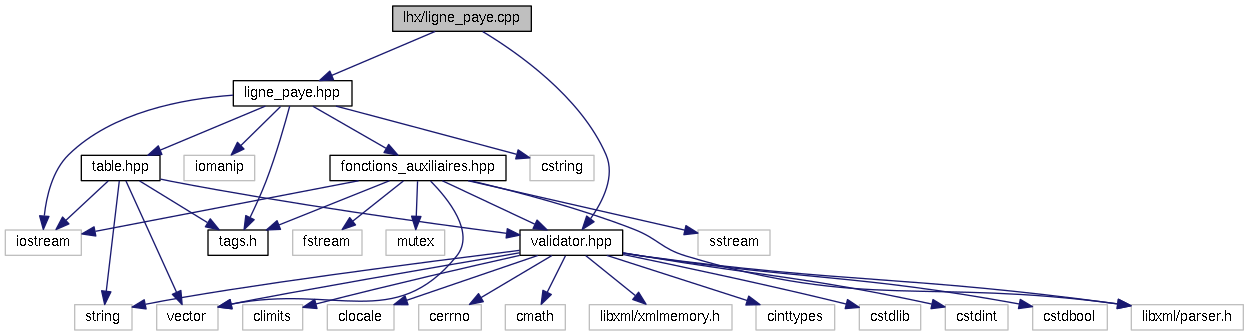 lhx/ligne_paye.cpp
ligne_paye.hpp
table.hpp
iomanip
fonctions_auxiliaires.hpp
cstring
iostream
tags.h
fstream
mutex
validator.hpp
sstream
string
vector
climits
clocale
cerrno
cmath
libxml/xmlmemory.h
cinttypes
cstdlib
cstdint
cstdbool
libxml/parser.h